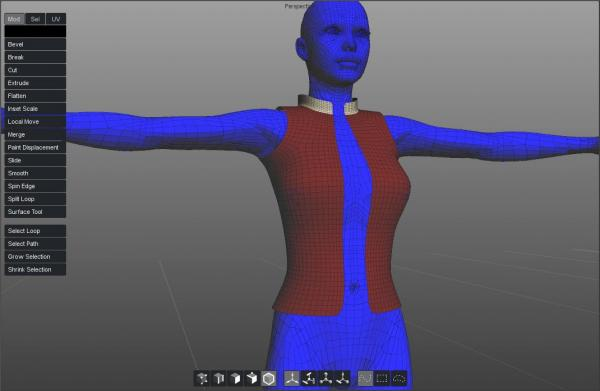 Perspecti
Mod Sel UV
Bevel
Break
Cut
Extrude
Flatten
Inset Scale
Local Move
Merge
Paint Displacement
Slide
Smooth
Spin Edge
Split Loop
Surface Tool
Select Loop
Select Path
Grow Selection
Shrink Selection